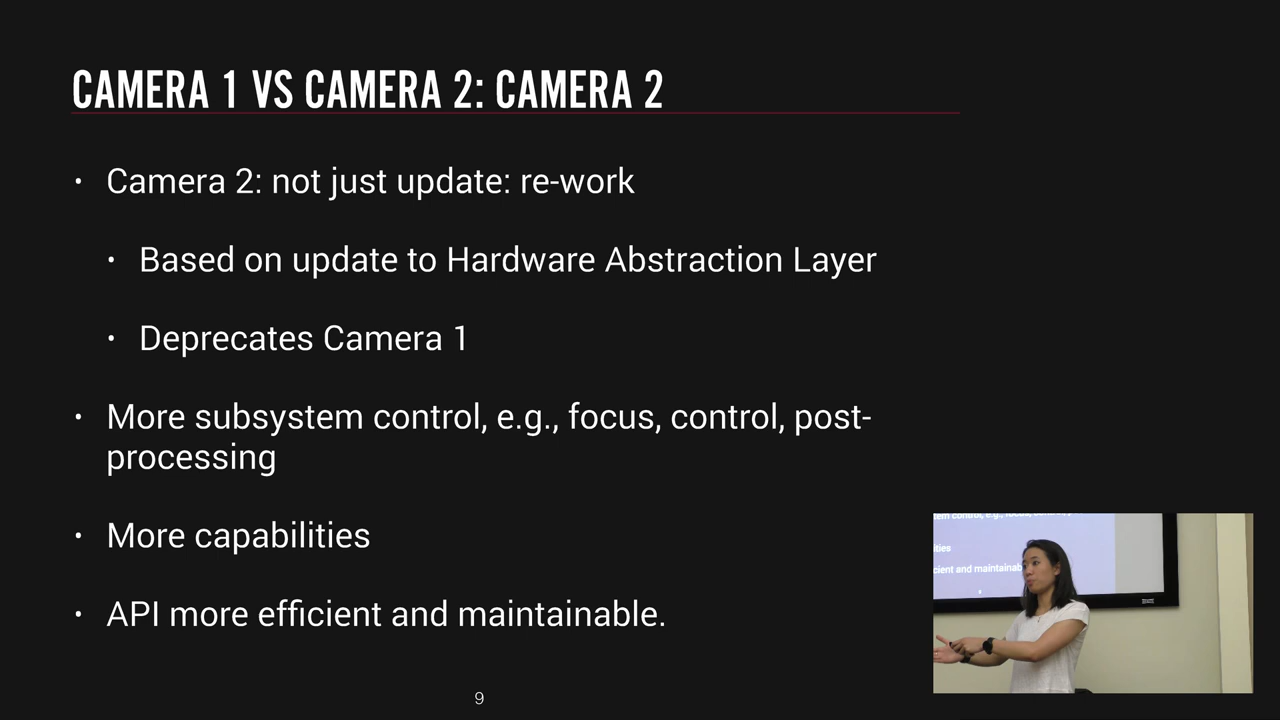 CAMERA 1 VS CAMERA 2: CAMERA 2
• Camera 2: not just update: re-work
• Based on update to Hardware Abstraction Layer
• Deprecates Camera 1
• More subsystem control, e.g., focus, control, post-
processing
• More capabilities
• API more efficient and maintainable.
9